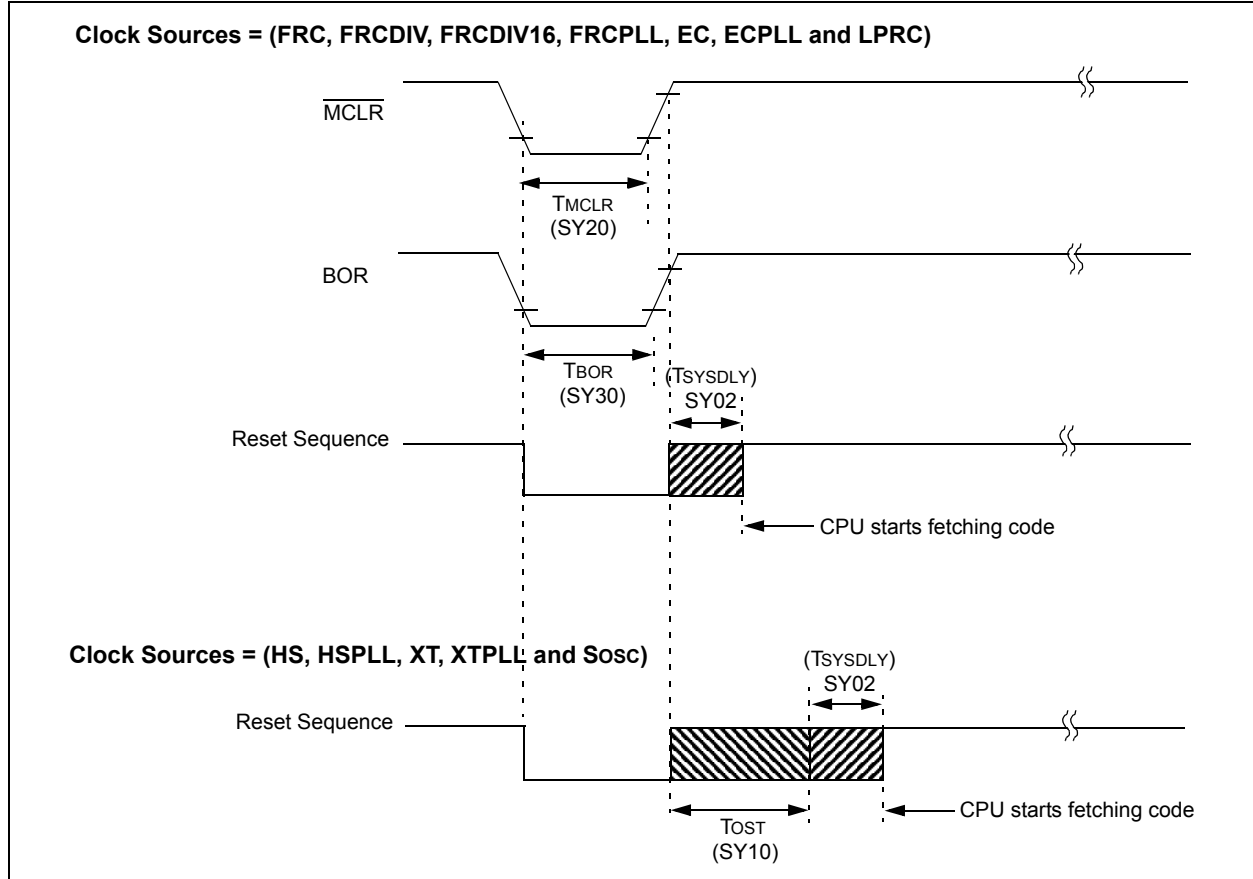 Clock Sources = (FRC, FRCDIV, FRCDIV16, FRCPLL, EC, ECPLL and LPRC)
MCLR
TMCLR
(SY20)
BOR
TBOR
(SY30)
(TSYSDLY)
SY02
Reset Sequence
CPU starts fetching code
Clock Sources = (HS, HSPLL, XT, XTPLL and SOSC)
(TSYSDLY)
SY02
Reset Sequence
CPU starts fetching code
TOST
(SY10)